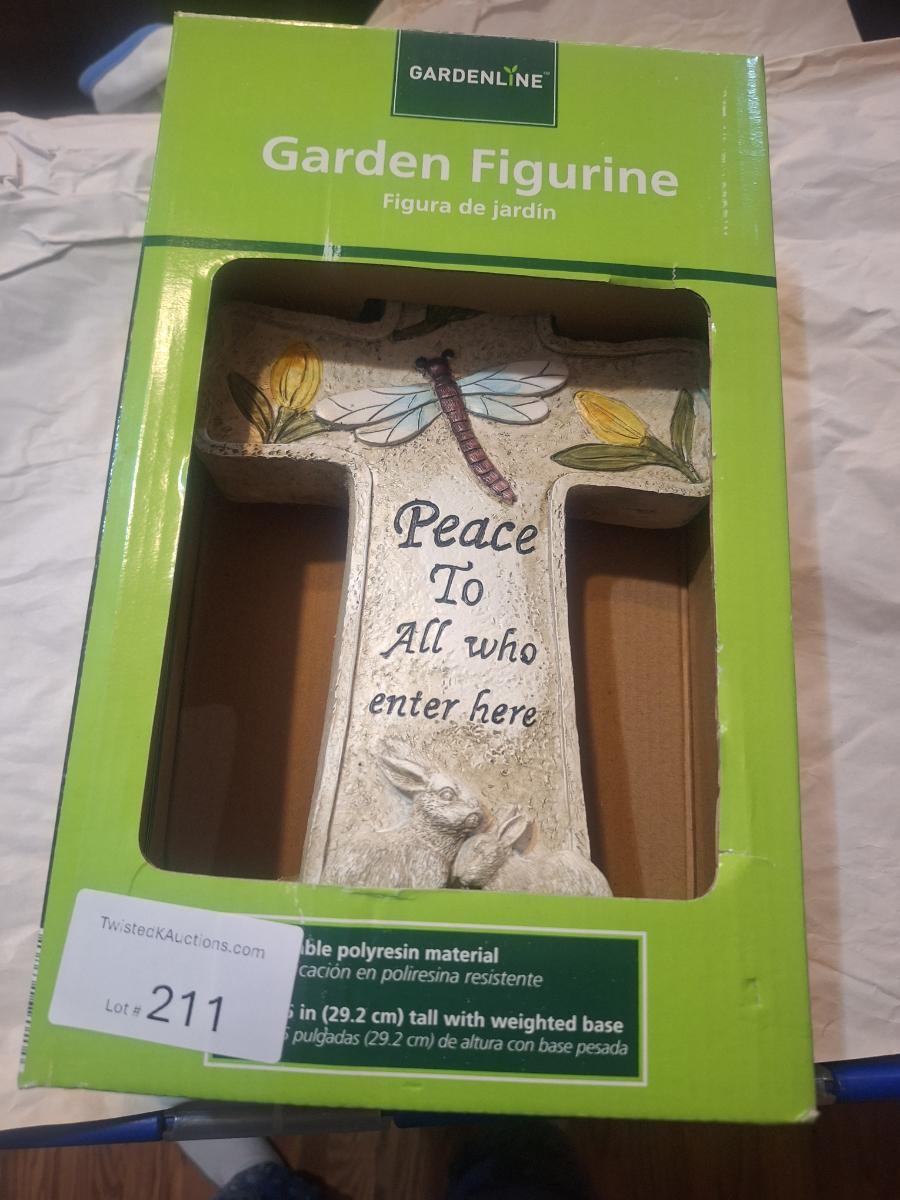 GARDENLINE™
Garden Figurine
Figura de jardín
Peace
To
All who
enter here
TwistedKAuctions.com
Lot # 211
polyresin material
en poliresina resistente
in (29.2 cm) tall with weighted base
pulgadas (29.2 cm) de altura con base pesada